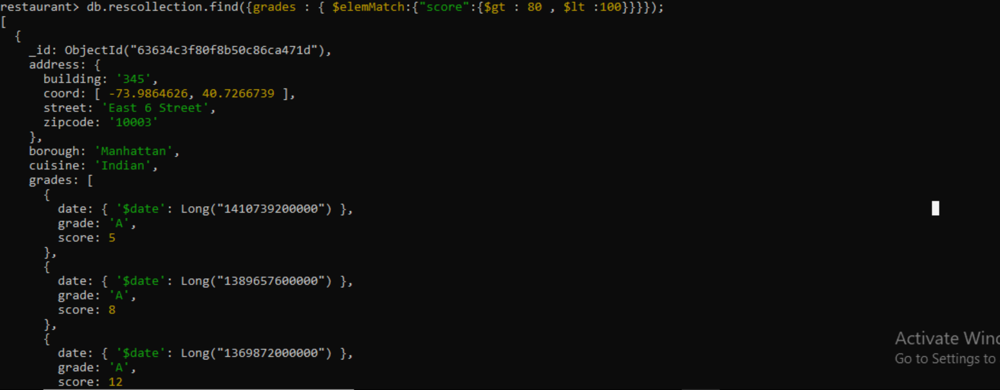 restaurant> db.rescollection.find({grades : { $elemMatch:{"score":{$gt : 80 , $lt :100}}}});
[
  {
    _id: ObjectId("63634c3f80f8b50c86ca471d"),
    address: {
      building: '345',
      coord: [ -73.9864626, 40.7266739 ],
      street: 'East 6 Street',
      zipcode: '10003'
    },
    borough: 'Manhattan',
    cuisine: 'Indian',
    grades: [
      {
        date: { '$date': Long("1410739200000") },
        grade: 'A',
        score: 5
      },
      {
        date: { '$date': Long("1389657600000") },
        grade: 'A',
        score: 8
      },
      {
        date: { '$date': Long("1369872000000") },
        grade: 'A',
        score: 12
Activate Wind
Go to Settings to